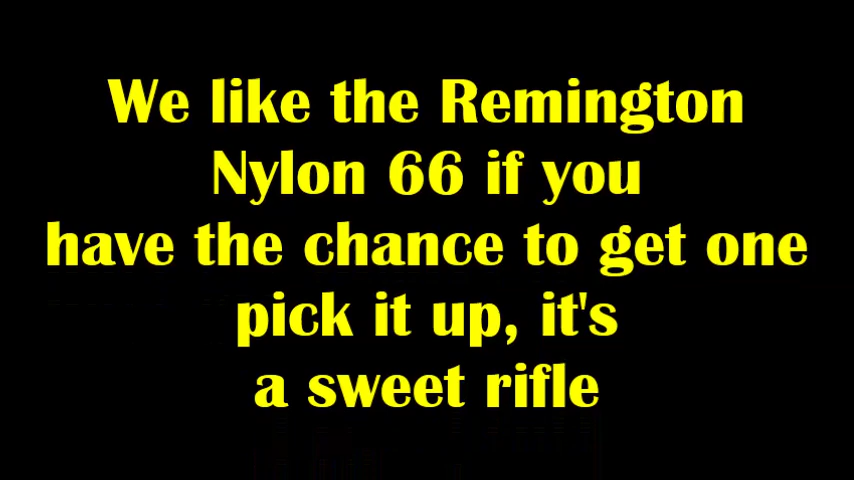 We like the Remington
Nylon 66 if you
have the chance to get one
pick it up, it's
a sweet rifle